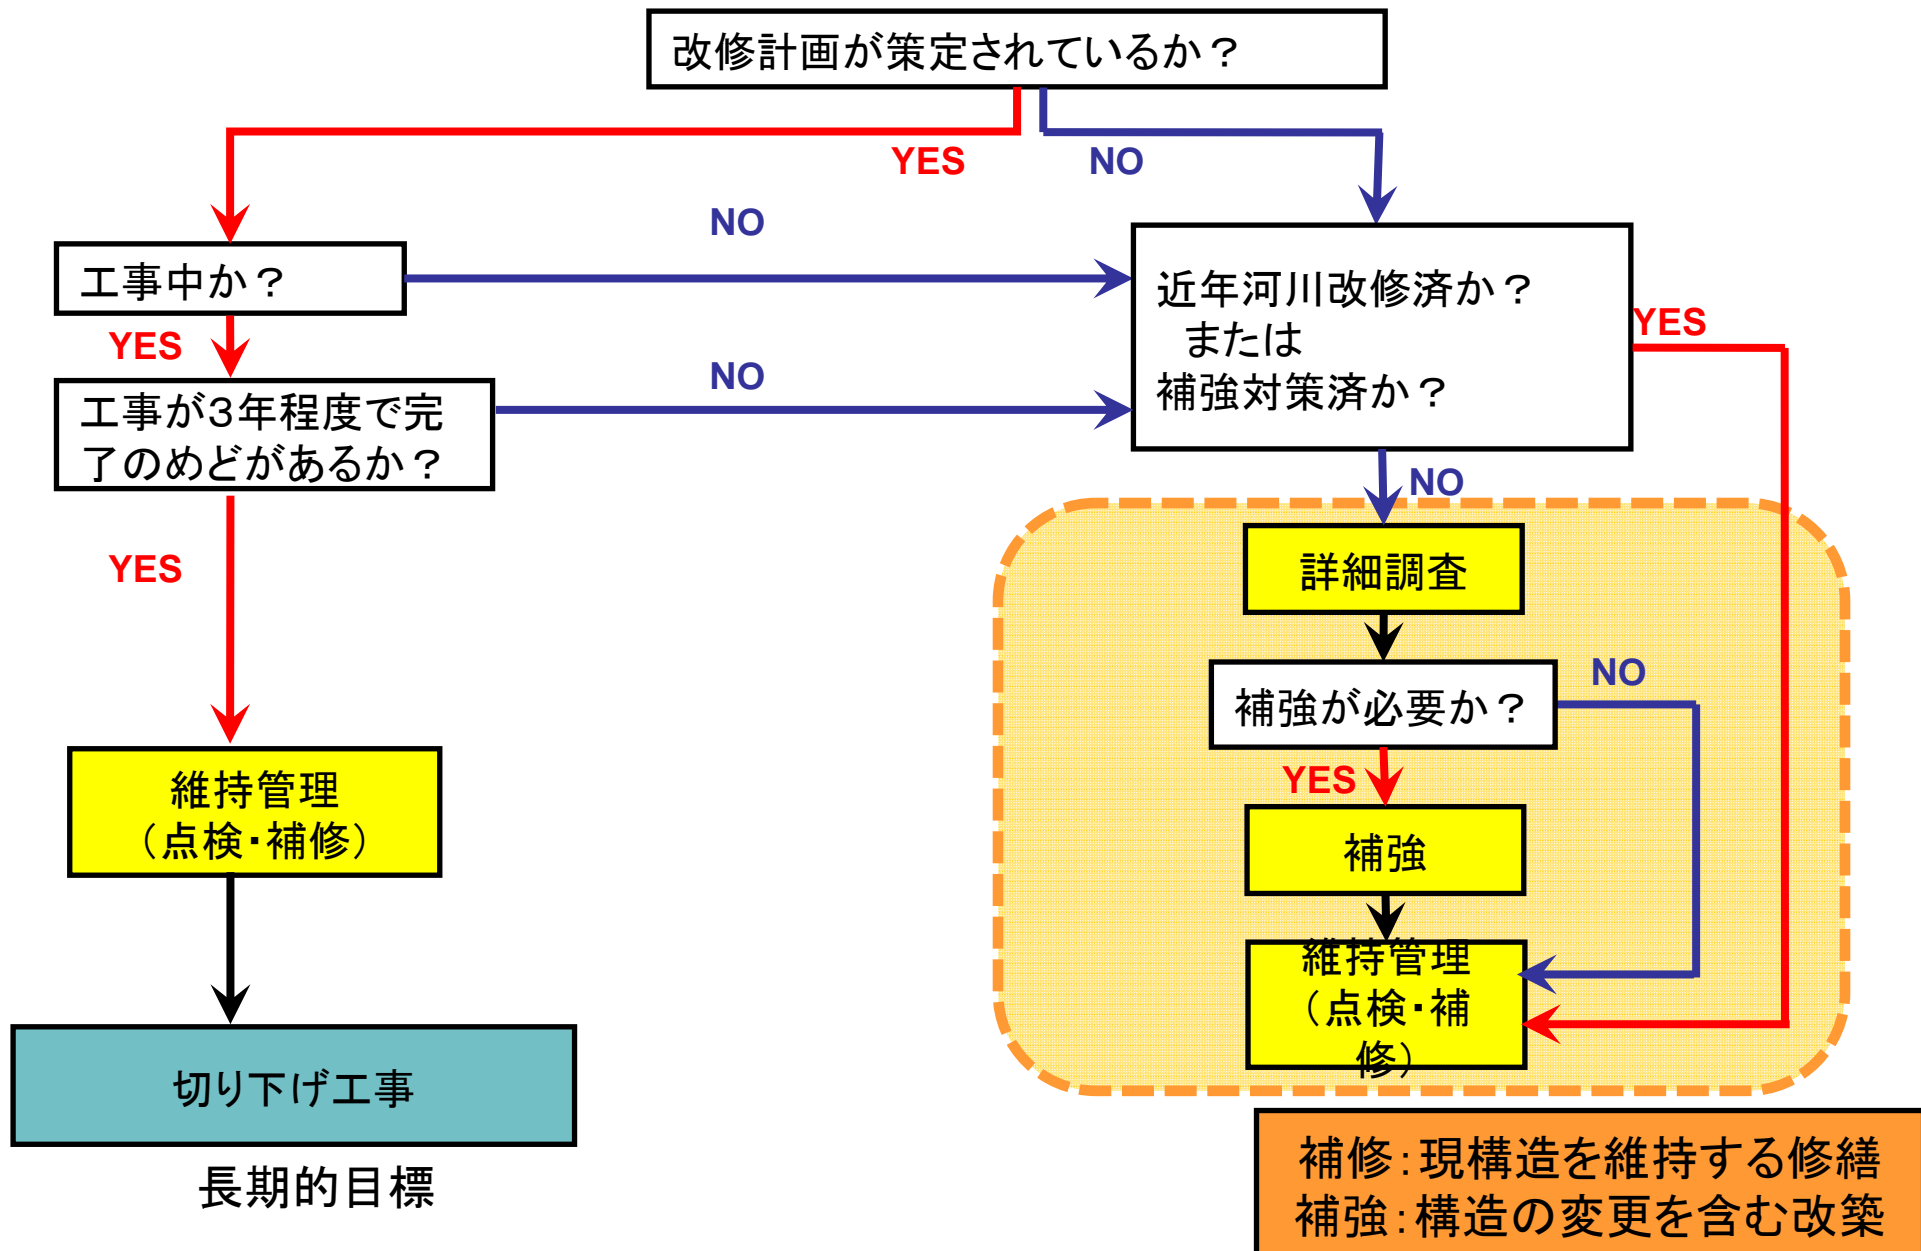 改修計画が策定されているか？
YES
NO
NO
工事中か？
近年河川改修済か？
または
補強対策済か？
YES
YES
NO
工事が３年程度で完
了のめどがあるか？
NO
YES
詳細調査
補強が必要か？
NO
YES
維持管理
（点検・補修）
補強
維持管理
（点検・補
修）
切り下げ工事
長期的目標
補修：現構造を維持する修繕
補強：構造の変更を含む改築